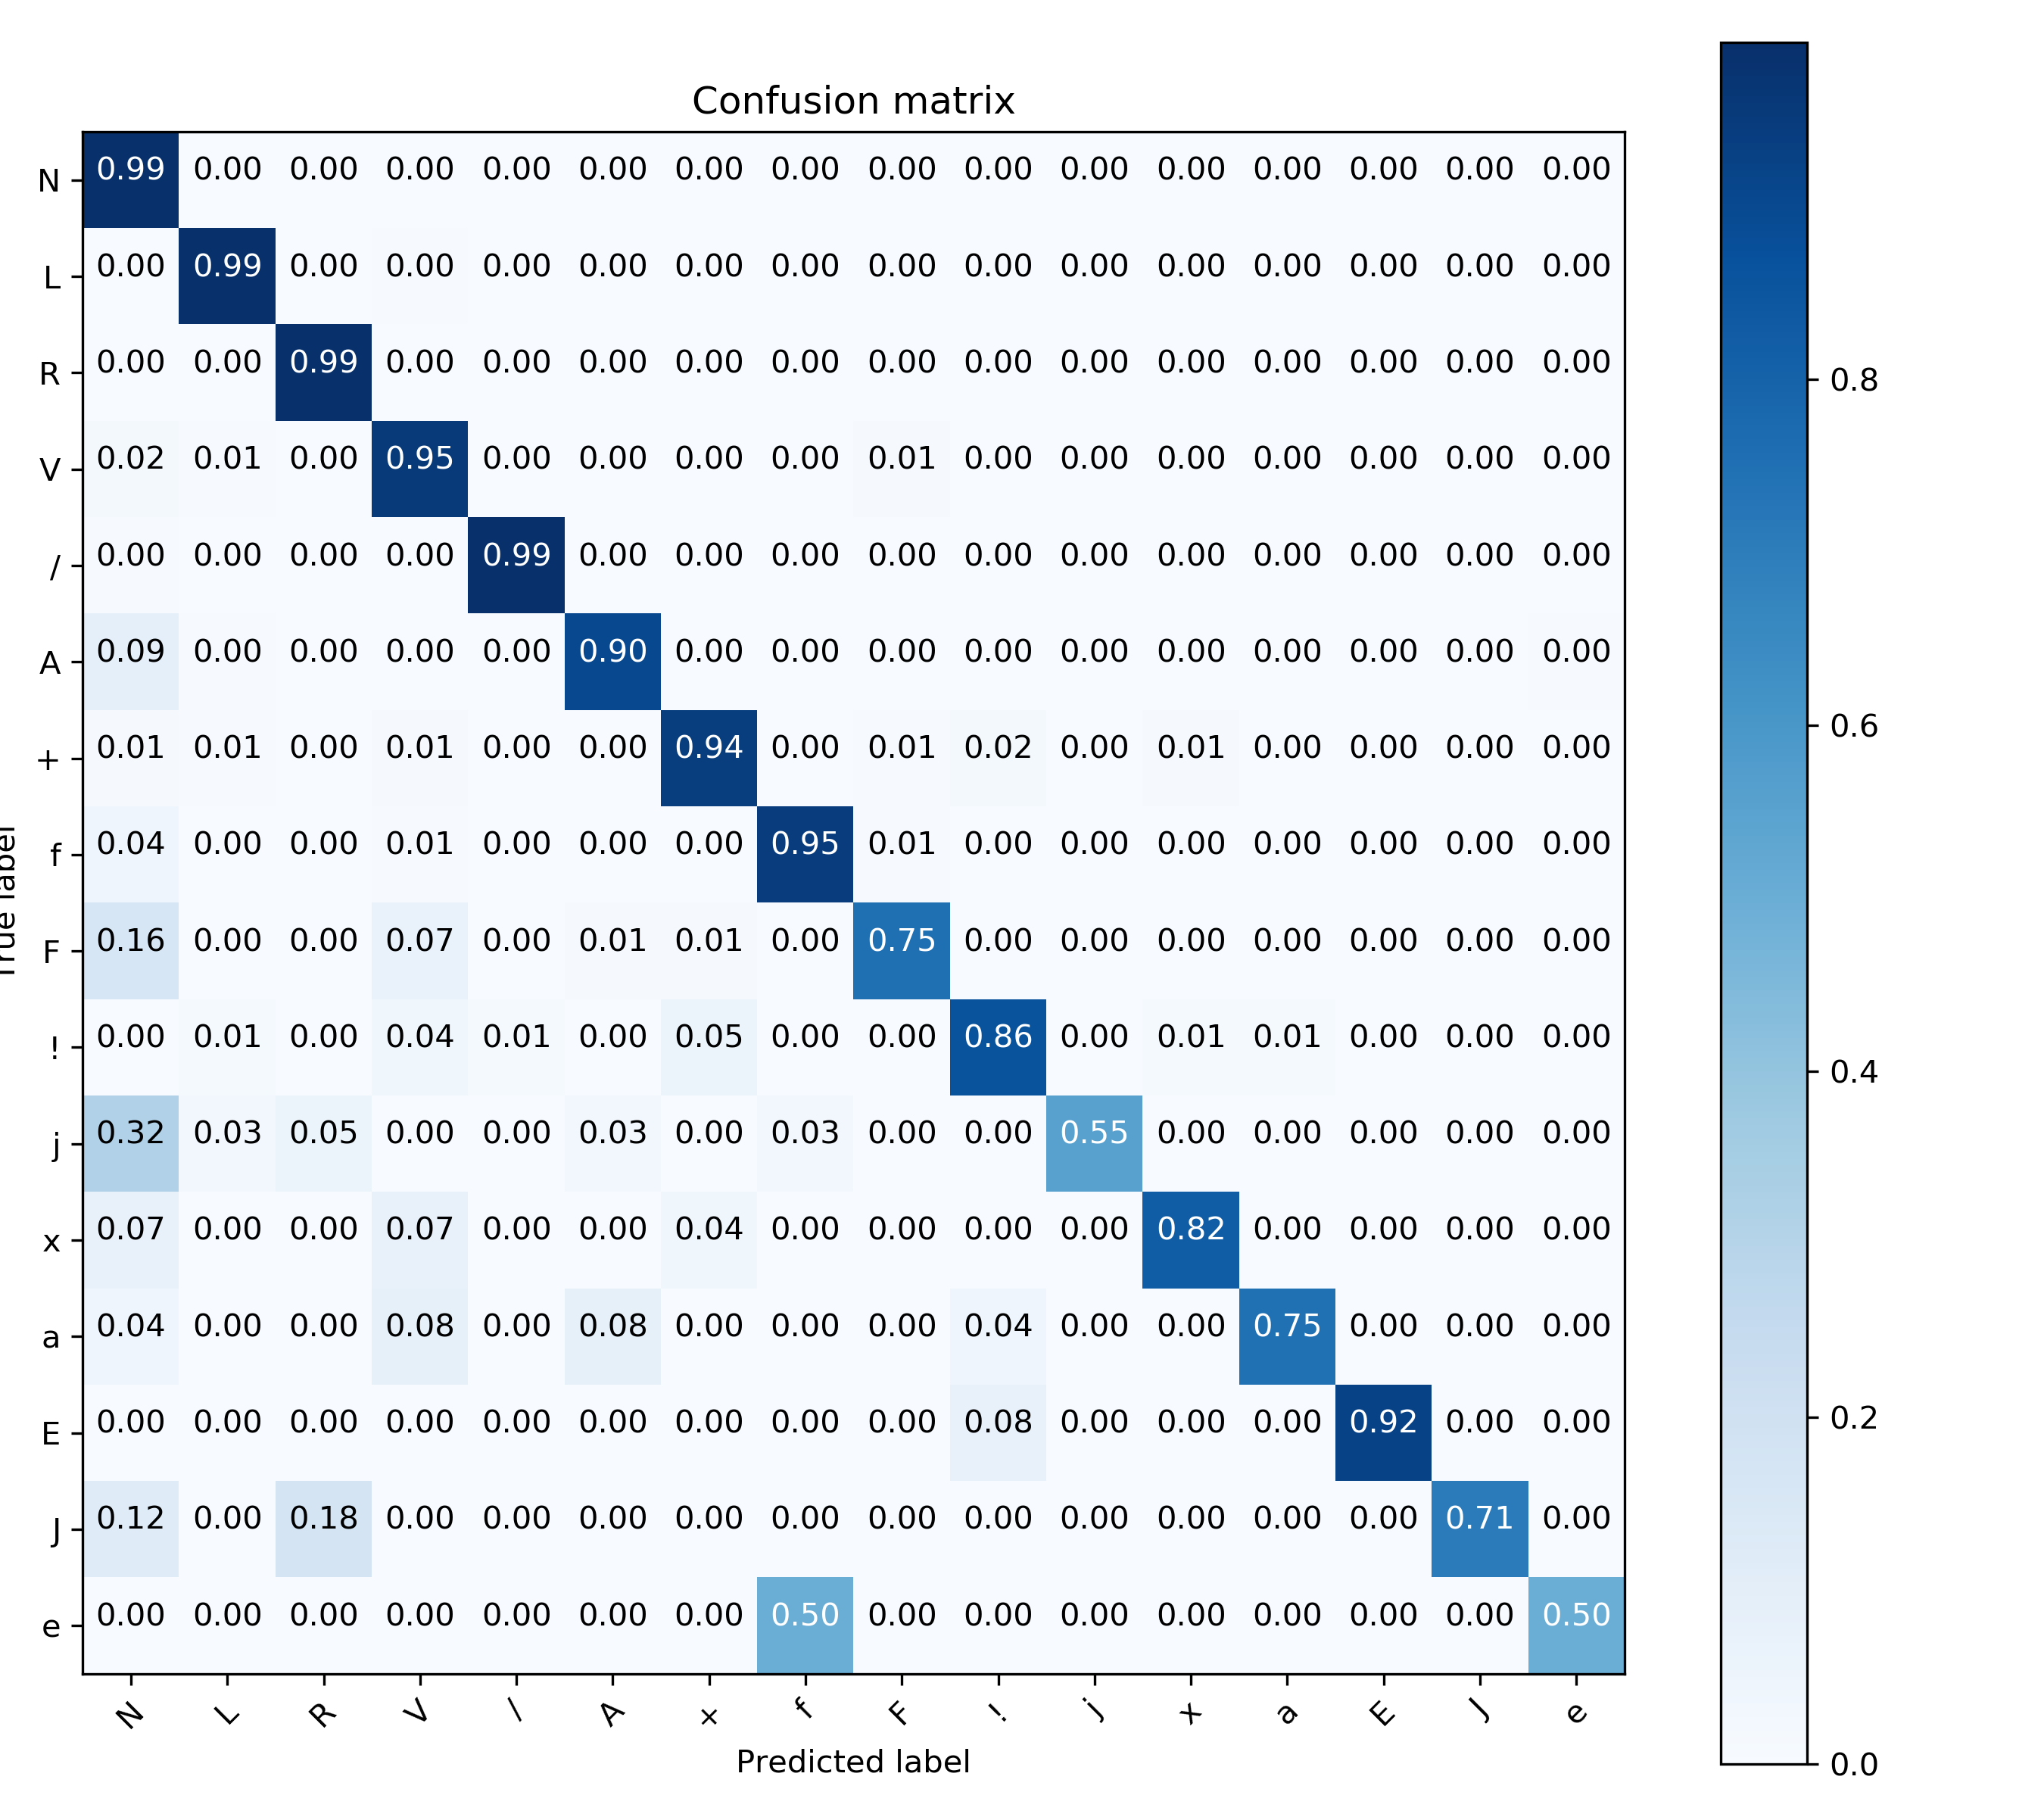 Confusion matrix
N 0.99 0.00 0.00 0.00 0.00 0.00 0.00 0.00 0.00 0.00 0.00 0.00 0.00 0.00 0.00 0.00
L 0.00 0.99 0.00 0.00 0.00 0.00 0.00 0.00 0.00 0.00 0.00 0.00 0.00 0.00 0.00 0.00
R 0.00 0.00 0.99 0.00 0.00 0.00 0.00 0.00 0.00 0.00 0.00 0.00 0.00 0.00 0.00 0.00
V 0.02 0.01 0.00 0.95 0.00 0.00 0.00 0.00 0.01 0.00 0.00 0.00 0.00 0.00 0.00 0.00
/ 0.00 0.00 0.00 0.00 0.99 0.00 0.00 0.00 0.00 0.00 0.00 0.00 0.00 0.00 0.00 0.00
A 0.09 0.00 0.00 0.00 0.00 0.90 0.00 0.00 0.00 0.00 0.00 0.00 0.00 0.00 0.00 0.00
+ 0.01 0.01 0.00 0.01 0.00 0.00 0.94 0.00 0.01 0.02 0.00 0.01 0.00 0.00 0.00 0.00
f 0.04 0.00 0.00 0.01 0.00 0.00 0.00 0.95 0.01 0.00 0.00 0.00 0.00 0.00 0.00 0.00
F 0.16 0.00 0.00 0.07 0.00 0.01 0.01 0.00 0.75 0.00 0.00 0.00 0.00 0.00 0.00 0.00
! 0.00 0.01 0.00 0.04 0.01 0.00 0.05 0.00 0.00 0.86 0.00 0.01 0.01 0.00 0.00 0.00
j 0.32 0.03 0.05 0.00 0.00 0.03 0.00 0.03 0.00 0.00 0.55 0.00 0.00 0.00 0.00 0.00
x 0.07 0.00 0.00 0.07 0.00 0.00 0.04 0.00 0.00 0.00 0.00 0.82 0.00 0.00 0.00 0.00
a 0.04 0.00 0.00 0.08 0.00 0.08 0.00 0.00 0.00 0.04 0.00 0.00 0.75 0.00 0.00 0.00
E 0.00 0.00 0.00 0.00 0.00 0.00 0.00 0.00 0.00 0.08 0.00 0.00 0.00 0.92 0.00 0.00
J 0.12 0.00 0.18 0.00 0.00 0.00 0.00 0.00 0.00 0.00 0.00 0.00 0.00 0.00 0.71 0.00
e 0.00 0.00 0.00 0.00 0.00 0.00 0.00 0.50 0.00 0.00 0.00 0.00 0.00 0.00 0.00 0.50
N L R V / A + f F ! j x a E J e
Predicted label
True label
0.8
0.6
0.4
0.2
0.0